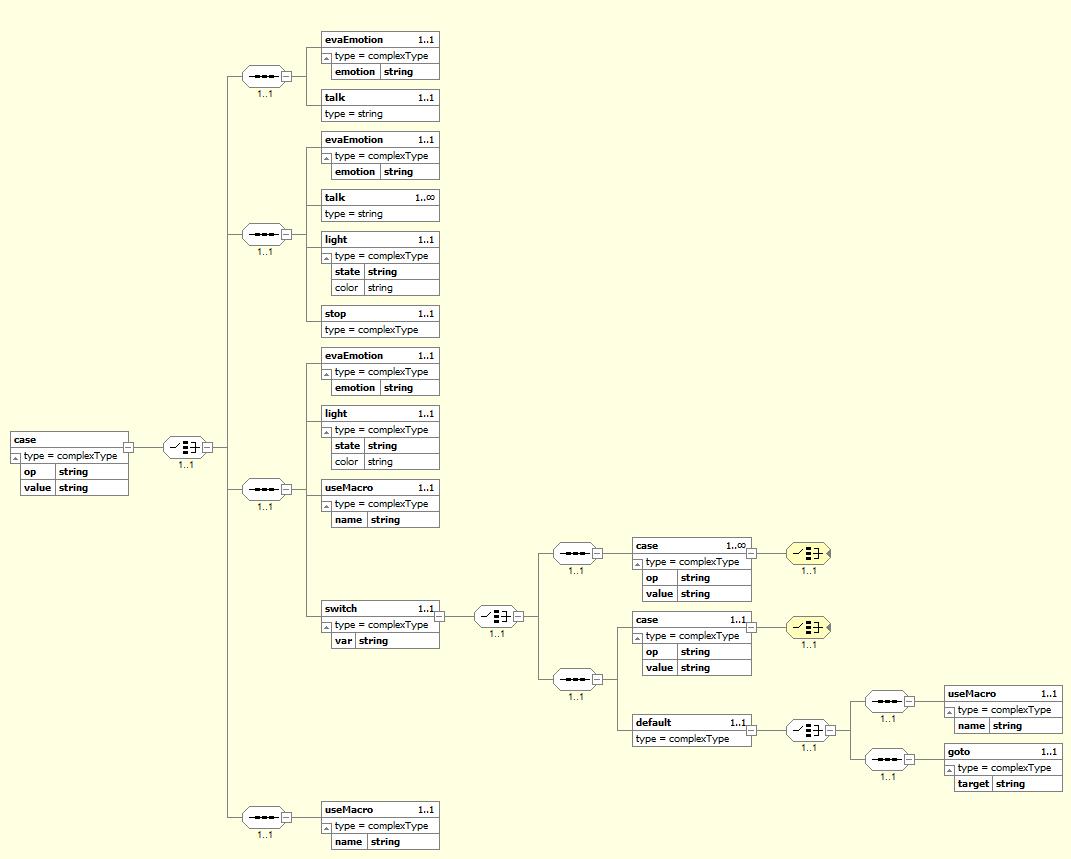 evaEmotion 1..1
type = complexType
emotion string
1..1
talk 1..1
type = string
evaEmotion 1..1
type = complexType
emotion string
talk 1..∞
type = string
1..1
light 1..1
type = complexType
state string
color string
stop 1..1
type = complexType
evaEmotion 1..1
type = complexType
emotion string
light 1..1
type = complexType
state string
color string
case
type = complexType
op string
value string
1..1
useMacro 1..1
type = complexType
name string
1..1
switch 1..1
type = complexType
var string
1..1
case 1..∞
type = complexType
op string
value string
1..1
1..1
case 1..1
type = complexType
op string
value string
1..1
1..1
default 1..1
type = complexType
1..1
useMacro 1..1
type = complexType
name string
1..1
goto 1..1
type = complexType
target string
1..1
useMacro 1..1
type = complexType
name string
1..1